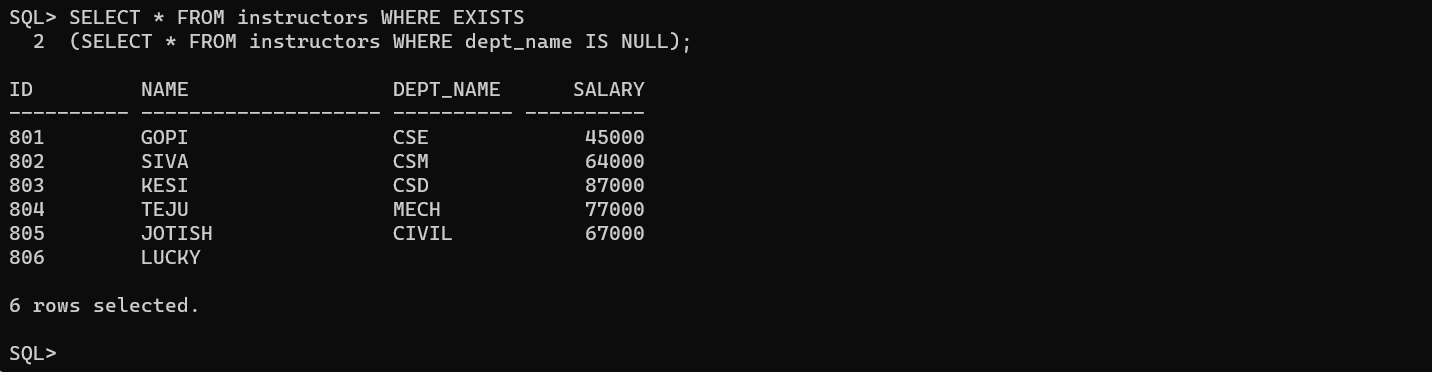 SQL> SELECT * FROM instructors WHERE EXISTS
  2  (SELECT * FROM instructors WHERE dept_name IS NULL);
ID         NAME                 DEPT_NAME      SALARY
---------- -------------------- ---------- ----------
801        GOPI                 CSE             45000
802        SIVA                 CSM             64000
803        KESI                 CSD             87000
804        TEJU                 MECH            77000
805        JOTISH               CIVIL           67000
806        LUCKY
6 rows selected.
SQL>